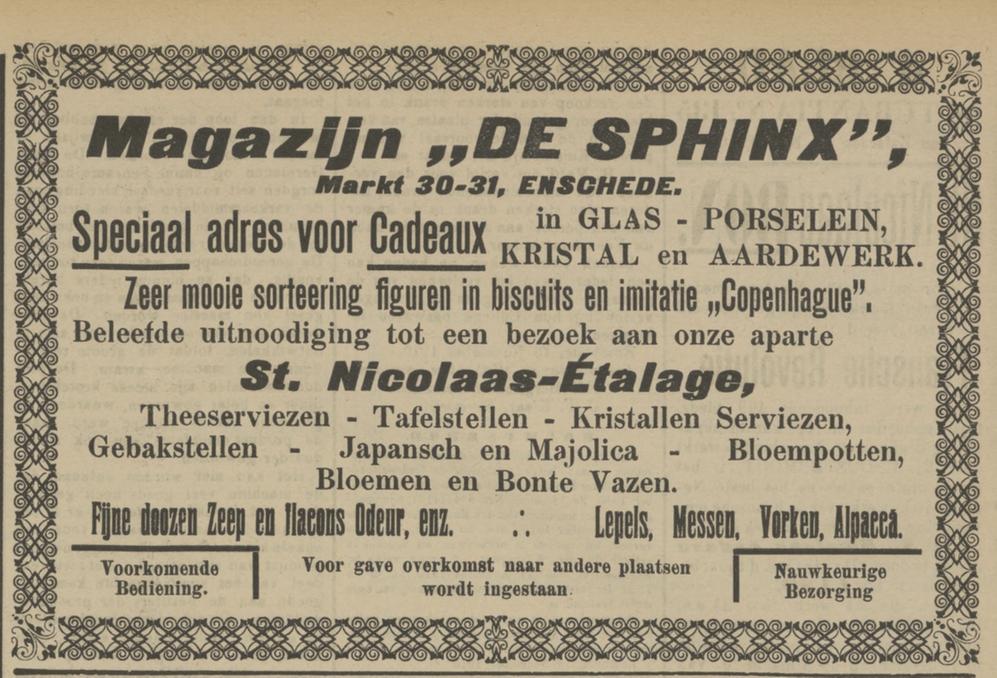 Magazijn „DE SPHINX”,
Markt 30-31, ENSCHEDE.
Speciaal adres voor Cadeaux in GLAS - PORSELEIN,
KRISTAL en AARDEWERK.
Zeer mooie sorteering figuren in biscuits en imitatie „Copenhague”.
Beleefde uitnoodiging tot een bezoek aan onze aparte
St. Nicolaas-Étalage,
Theeserviezen - Tafelstellen - Kristallen Serviezen,
Gebakstellen - Japansch en Majolica - Bloempotten,
Bloemen en Bonte Vazen.
Fijne doozen Zeep en flacons Odeur, enz. ∴ Lepels, Messen, Vorken, Alpacca.
Voorkomende
Bediening.
Voor gave overkomst naar andere plaatsen
wordt ingestaan.
Nauwkeurige
Bezorging